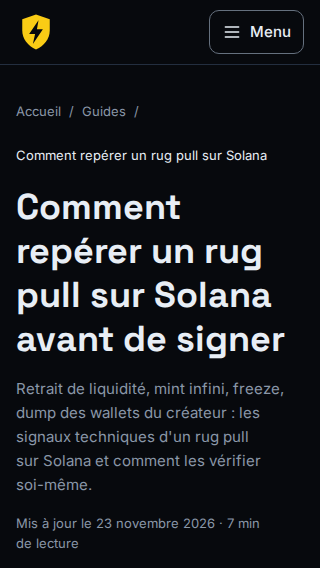 Menu
Accueil / Guides /
Comment repérer un rug pull sur Solana
Comment
repérer un rug
pull sur Solana
avant de signer
Retrait de liquidité, mint infini, freeze,
dump des wallets du créateur : les
signaux techniques d'un rug pull
sur Solana et comment les vérifier
soi-même.
Mis à jour le 23 novembre 2026 · 7 min
de lecture